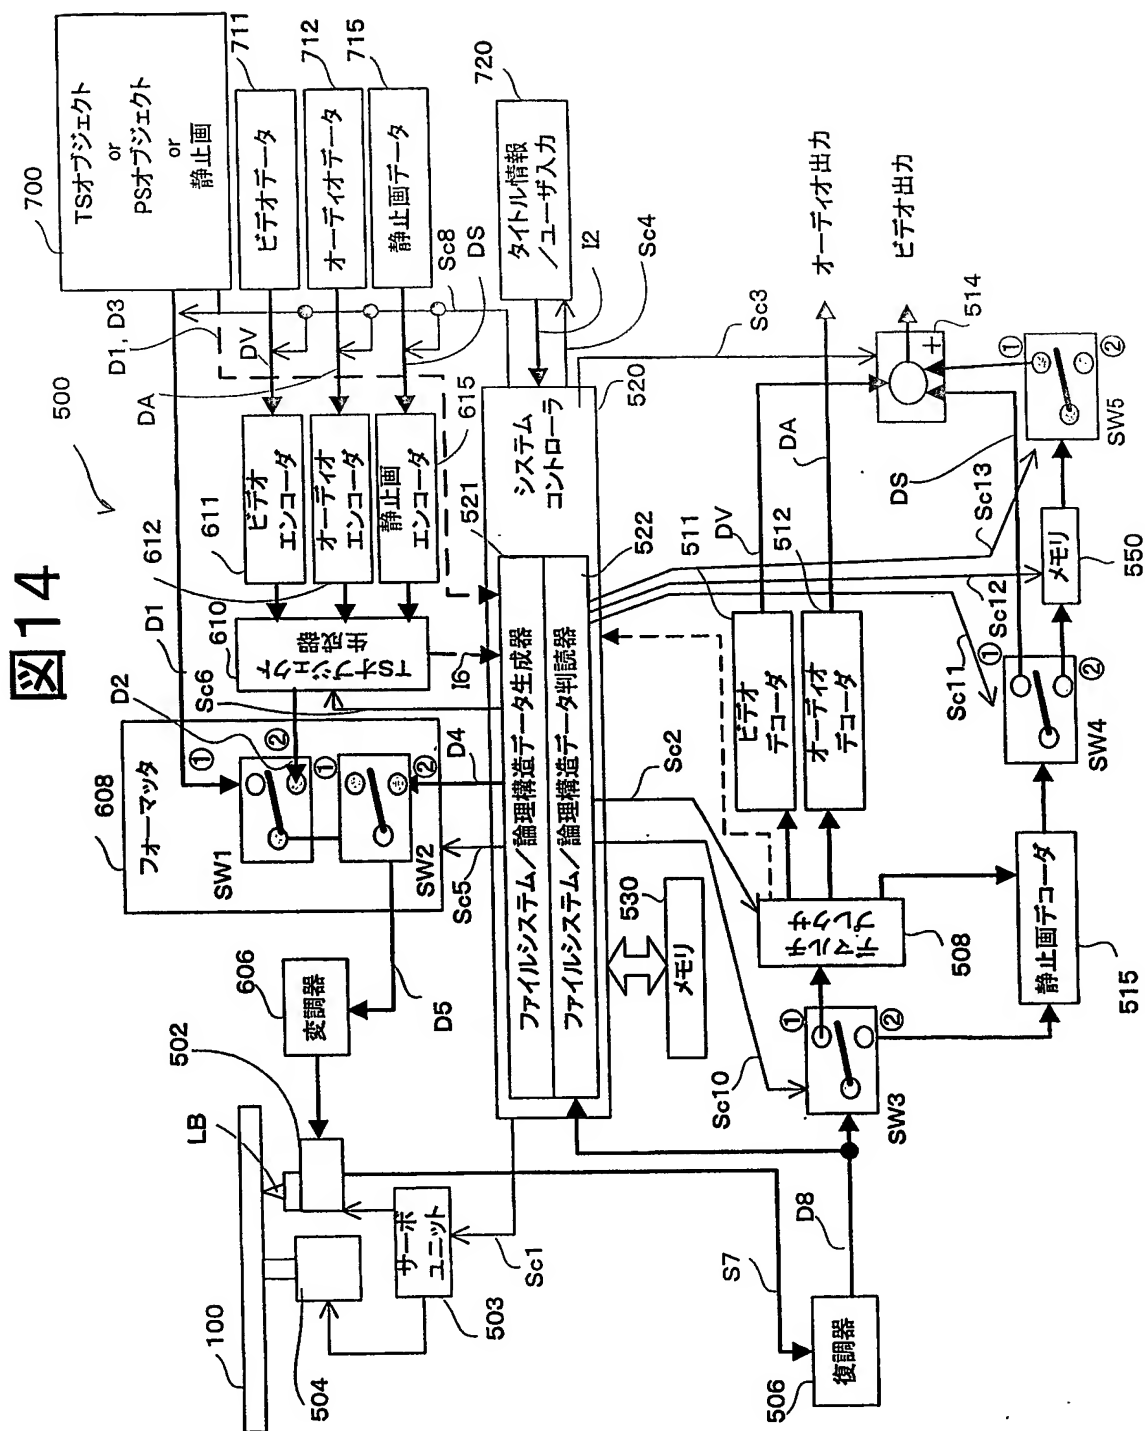 図14
100
504
LB
502
503
サーボ
ユニット
Sc1
606
変調器
D5
608
フォーマッタ
SW1
SW2
①
②
①
②
D1
D2
D4
Sc5
Sc6
610
TSオブジェクト
生成器
I6
612
611
ビデオ
エンコーダ
オーディオ
エンコーダ
静止画
エンコーダ
615
500
DA
DV
D1, D3
DS
Sc8
700
TSオブジェクト
or
PSオブジェクト
or
静止画
711
ビデオデータ
712
オーディオデータ
715
静止画データ
720
タイトル情報
/ユーザ入力
I2
Sc4
Sc3
520
システム
コントローラ
521
ファイルシステム/論理構造データ生成器
ファイルシステム/論理構造データ判読器
522
530
メモリ
Sc2
Sc10
S7
D8
506
復調器
SW3
①
②
508
デマルチ
プレクサ
511
ビデオ
デコーダ
512
オーディオ
デコーダ
DV
DA
オーディオ出力
ビデオ出力
514
+
515
静止画デコーダ
Sc11
Sc12
Sc13
SW4
①
②
DS
メモリ
550
SW5
①
②